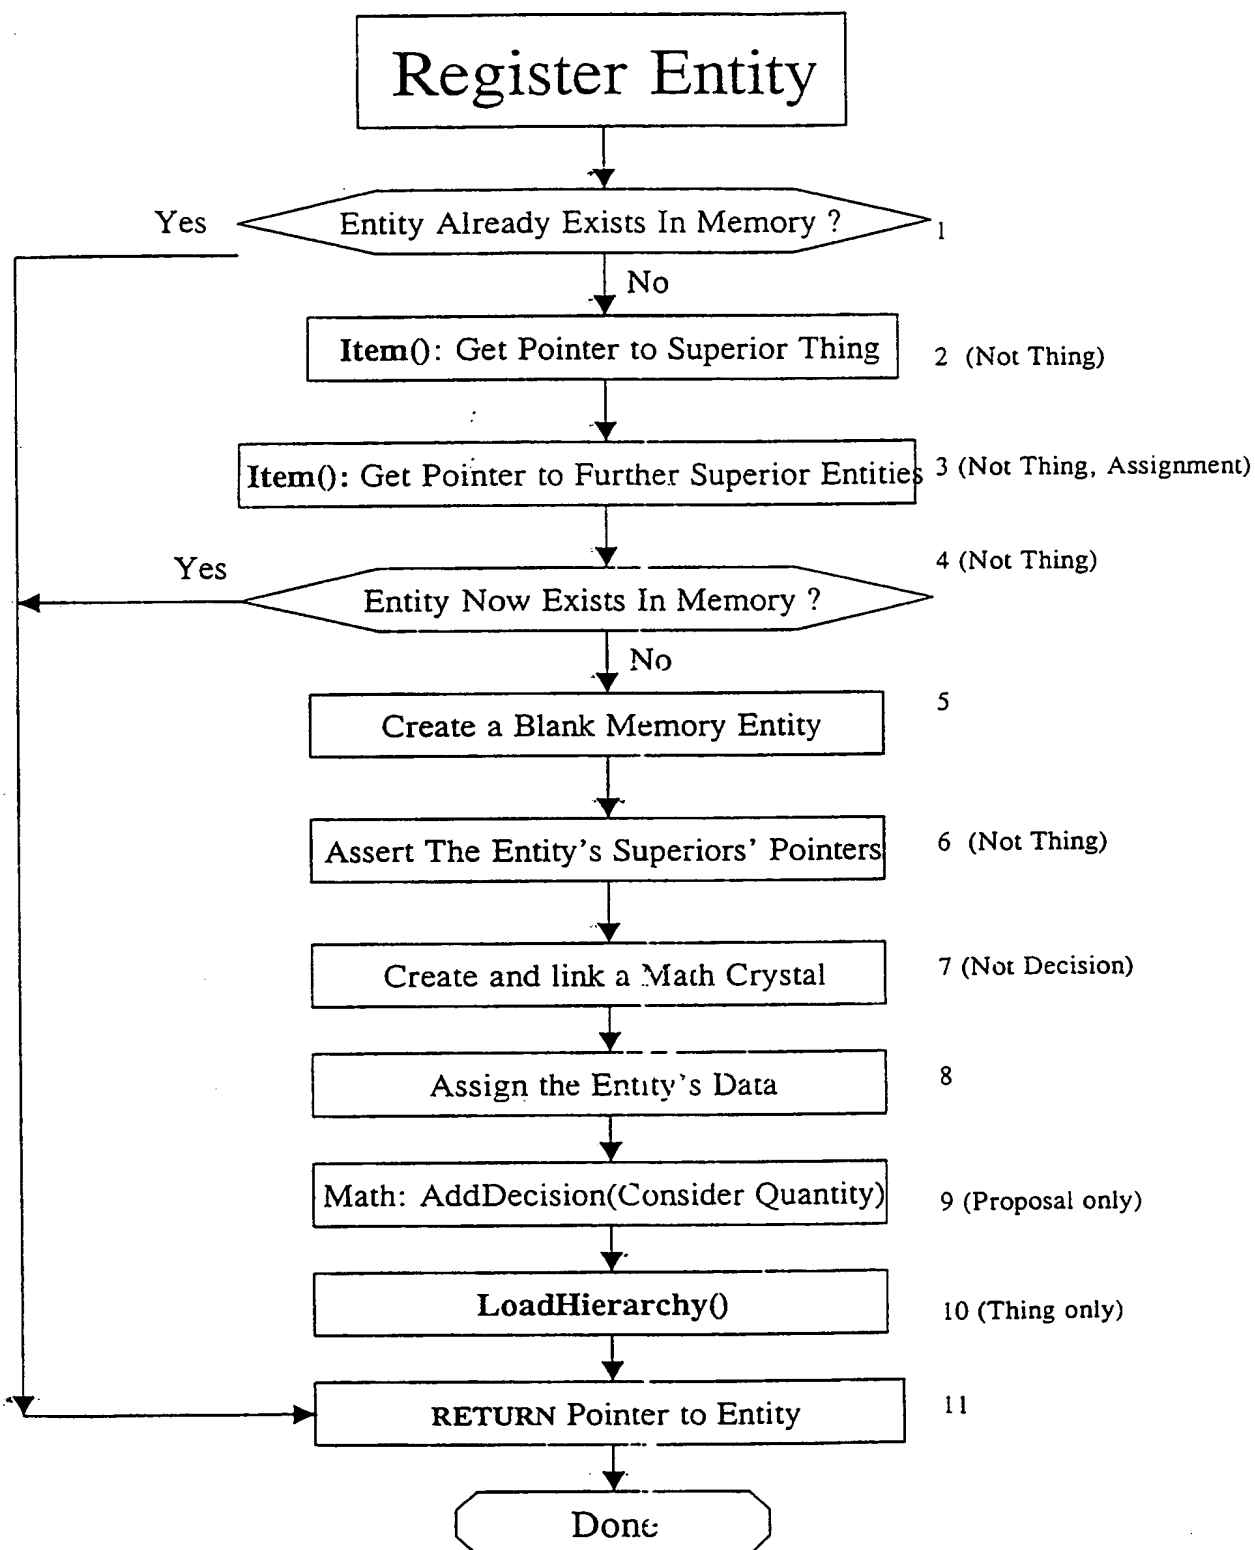 Register Entity
Yes
Entity Already Exists In Memory ?
1
No
Item(): Get Pointer to Superior Thing
2 (Not Thing)
Item(): Get Pointer to Further Superior Entities
3 (Not Thing, Assignment)
Yes
4 (Not Thing)
Entity Now Exists In Memory ?
No
5
Create a Blank Memory Entity
Assert The Entity's Superiors' Pointers
6 (Not Thing)
Create and link a Math Crystal
7 (Not Decision)
Assign the Entity's Data
8
Math: AddDecision(Consider Quantity)
9 (Proposal only)
LoadHierarchy()
10 (Thing only)
RETURN Pointer to Entity
11
Done